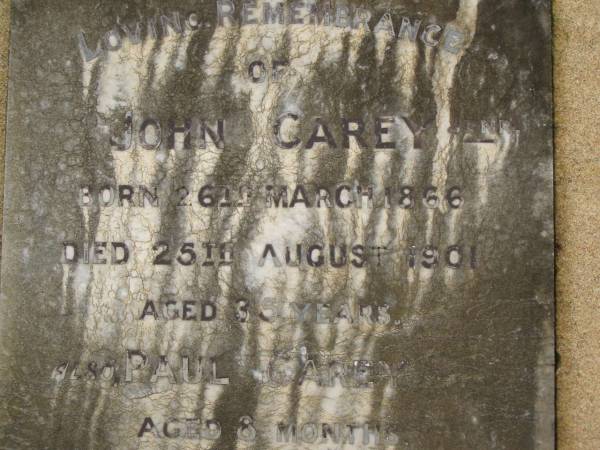 LOVING REMEMBRANCE
OF
JOHN CAREY
BORN 26TH MARCH 1866
DIED 25TH AUGUST 1901
AGED 35 YEARS.
ALSO, PAUL CAREY
AGED 8 MONTHS